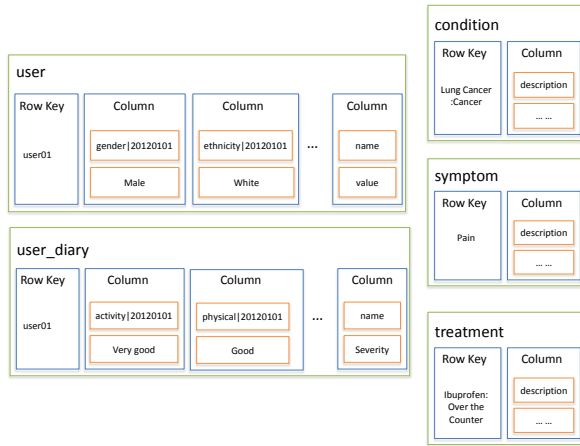 user
Row Key
user01
Column
gender|20120101
Male
Column
ethnicity|20120101
White
...
Column
name
value
user_diary
Row Key
user01
Column
activity|20120101
Very good
Column
physical|20120101
Good
...
Column
name
Severity
condition
Row Key
Lung Cancer
:Cancer
Column
description
... ...
symptom
Row Key
Pain
Column
description
... ...
treatment
Row Key
Ibuprofen:
Over the
Counter
Column
description
... ...